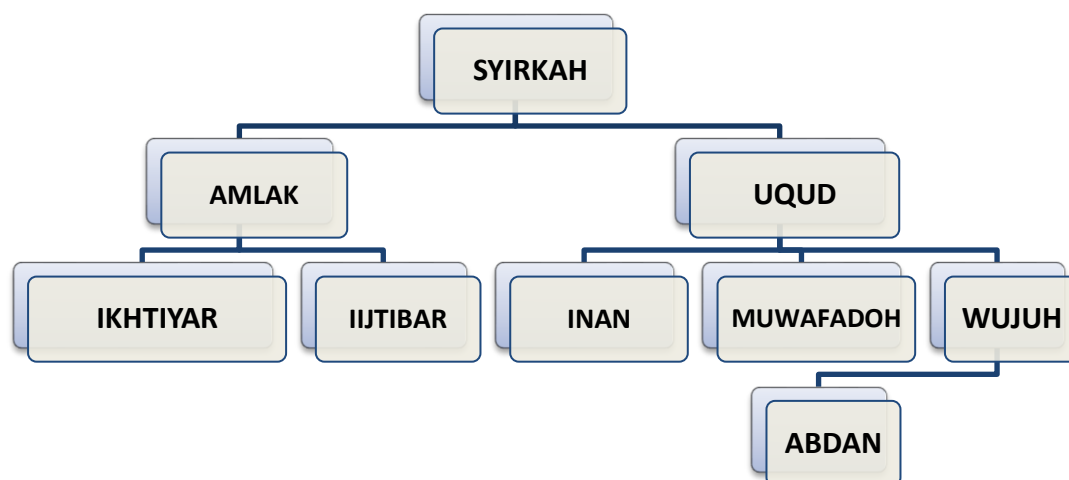 SYIRKAH
AMLAK
UQUD
IKHTIYAR
IIJTIBAR
INAN
MUWAFADOH
WUJUH
ABDAN